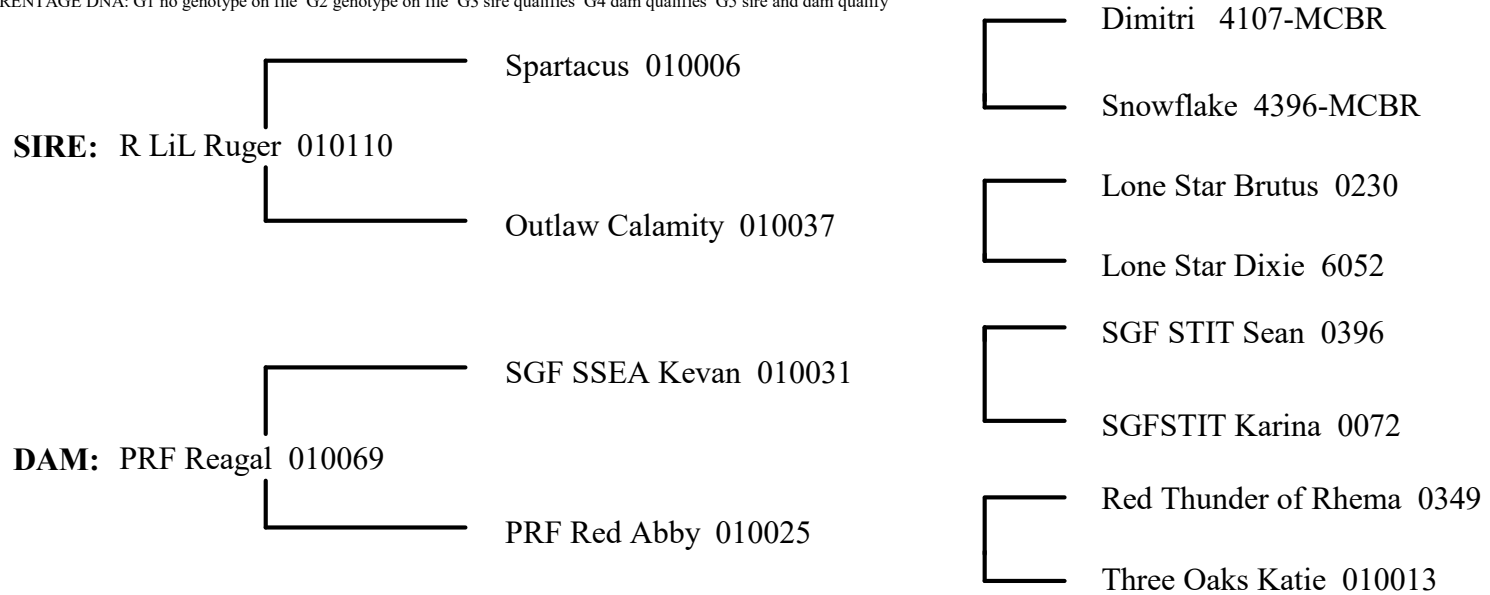 PARENTAGE DNA: G1 no genotype on file G2 genotype on file G3 sire qualifies G4 dam qualifies G5 sire and dam qualify
Dimitri 4107-MCBR
Spartacus 010006
Snowflake 4396-MCBR
SIRE: R LiL Ruger 010110
Lone Star Brutus 0230
Outlaw Calamity 010037
Lone Star Dixie 6052
SGF STIT Sean 0396
SGF SSEA Kevan 010031
SGFSTIT Karina 0072
DAM: PRF Reagal 010069
Red Thunder of Rhema 0349
PRF Red Abby 010025
Three Oaks Katie 010013